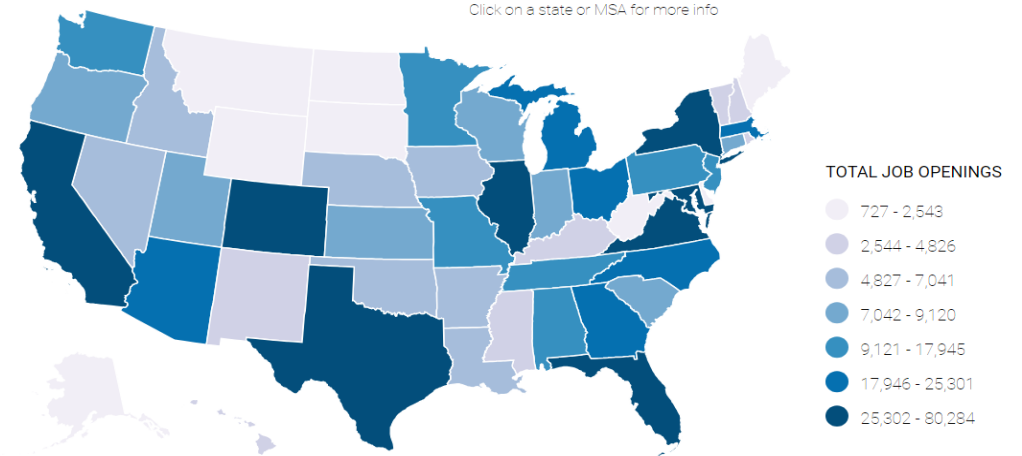 Click on a state or MSA for more info
TOTAL JOB OPENINGS
727 - 2,543
2,544 - 4,826
4,827 - 7,041
7,042 - 9,120
9,121 - 17,945
17,946 - 25,301
25,302 - 80,284